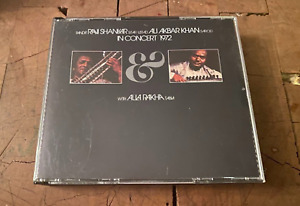 PANDIT RAVI SHANKAR SITAR USTAD ALI AKBAR KHAN SAROD
IN CONCERT 1972
&
WITH ALLA RAKHA TABLA